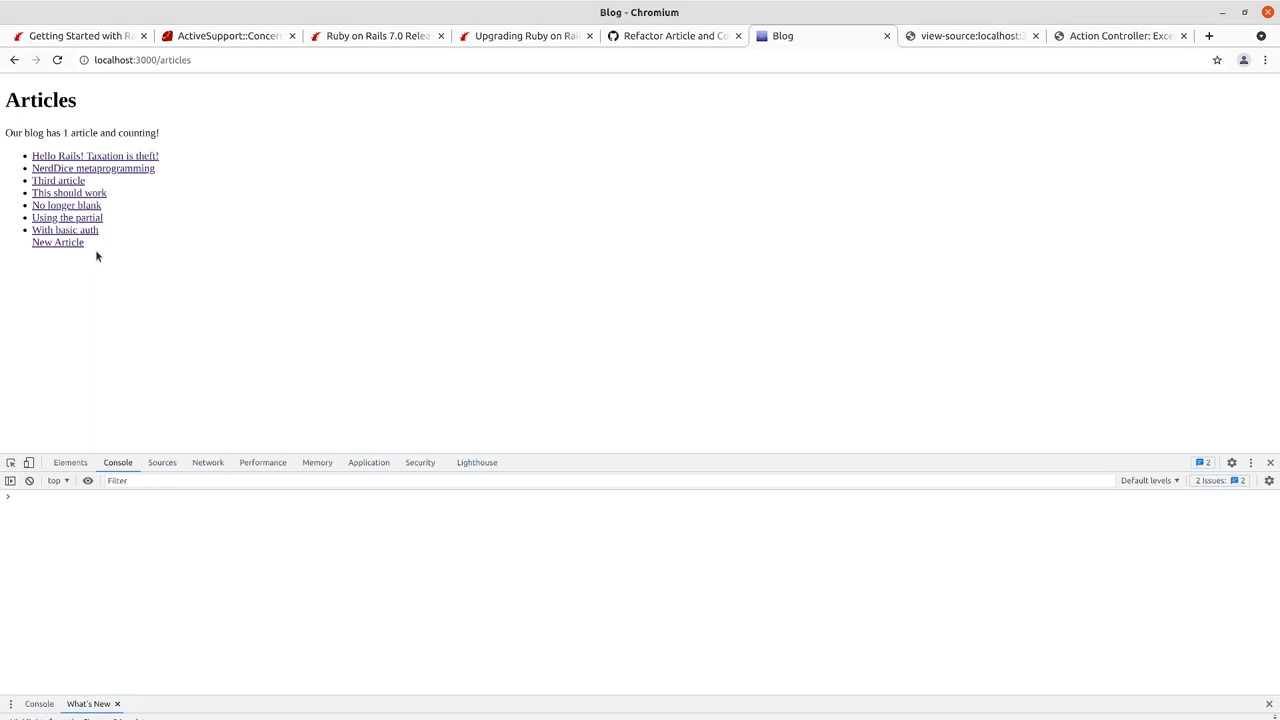 Blog - Chromium
Getting Started with Ra
ActiveSupport::Concern
Ruby on Rails 7.0 Relea
Upgrading Ruby on Rail
Refactor Article and Co
Blog
view-source:localhost:3
Action Controller: Exce
localhost:3000/articles
Articles
Our blog has 1 article and counting!
Hello Rails! Taxation is theft!
NerdDice metaprogramming
Third article
This should work
No longer blank
Using the partial
With basic auth
New Article
Elements Console Sources Network Performance Memory Application Security Lighthouse 2
top Filter Default levels 2 Issues: 2
Console What's New